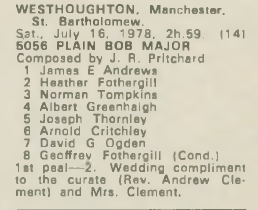 WESTHOUGHTON, Manchester,
St. Bartholomew.
Sat., July 16, 1978, 2h.59. (14)
5056 PLAIN BOB MAJOR
Composed by J. R. Pritchard
1 James E Andrews
2 Heather Fothergill
3 Norman Tompkins
4 Albert Greenhalgh
5 Joseph Thornley
6 Arnold Critchley
7 David G Ogden
8 Geoffrey Fothergill (Cond.)
1st peal—2. Wedding compliment
to the curate (Rev. Andrew Cle-
ment) and Mrs. Clement.